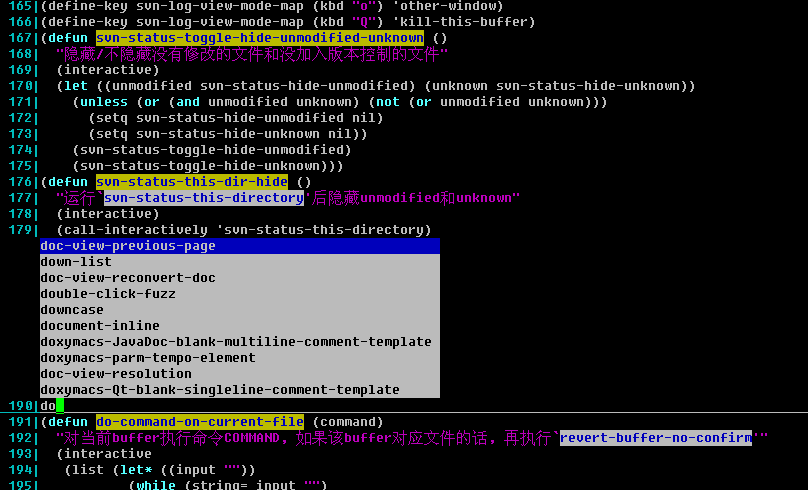 165|(define-key svn-log-view-mode-map (kbd "o") 'other-window)
166|(define-key svn-log-view-mode-map (kbd "Q") 'kill-this-buffer)
167|(defun svn-status-toggle-hide-unmodified-unknown ()
168|  "隐藏/不隐藏没有修改的文件和没加入版本控制的文件"
169|  (interactive)
170|  (let ((unmodified svn-status-hide-unmodified) (unknown svn-status-hide-unknown))
171|    (unless (or (and unmodified unknown) (not (or unmodified unknown)))
172|      (setq svn-status-hide-unmodified nil)
173|      (setq svn-status-hide-unknown nil))
174|    (svn-status-toggle-hide-unmodified)
175|    (svn-status-toggle-hide-unknown)))
176|(defun svn-status-this-dir-hide ()
177|  "运行`svn-status-this-directory'后隐藏unmodified和unknown"
178|  (interactive)
179|  (call-interactively 'svn-status-this-directory)
doc-view-previous-page
down-list
doc-view-reconvert-doc
double-click-fuzz
downcase
document-inline
doxymacs-JavaDoc-blank-multiline-comment-template
doxymacs-parm-tempo-element
doc-view-resolution
doxymacs-Qt-blank-singleline-comment-template
190|do
191|(defun do-command-on-current-file (command)
192|  "对当前buffer执行命令COMMAND, 如果该buffer对应文件的话, 再执行`revert-buffer-no-confirm'"
193|  (interactive
194|   (list (let* ((input ""))
195|           (while (string= input "")